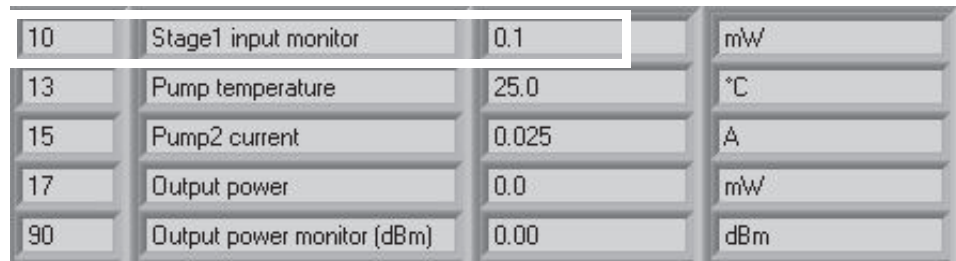 10 Stage1 input monitor 0.1 mW
13 Pump temperature 25.0 °C
15 Pump2 current 0.025 A
17 Output power 0.0 mW
90 Output power monitor (dBm) 0.00 dBm